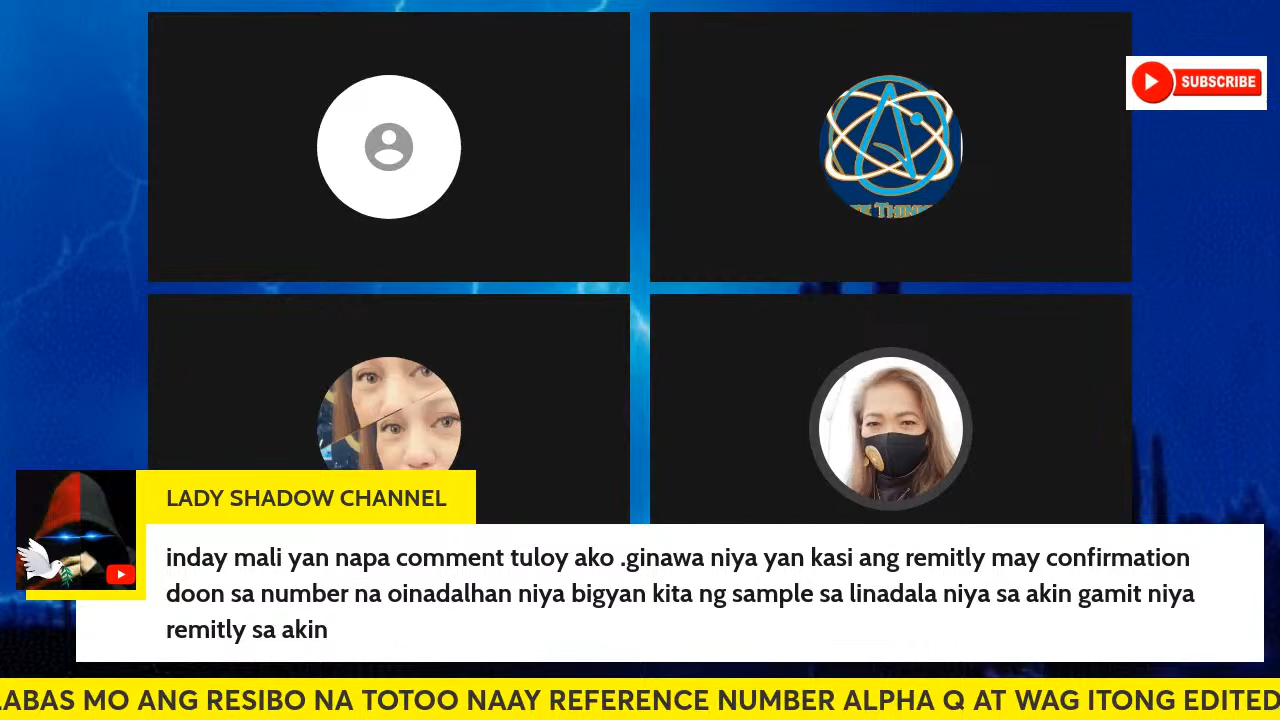 SUBSCRIBE
LADY SHADOW CHANNEL
inday mali yan napa comment tuloy ako .ginawa niya yan kasi ang remitly may confirmation
doon sa number na oinadalhan niya bigyan kita ng sample sa linadala niya sa akin gamit niya
remitly sa akin
LABAS MO ANG RESIBO NA TOTOO NAAY REFERENCE NUMBER ALPHA Q AT WAG ITONG EDITED